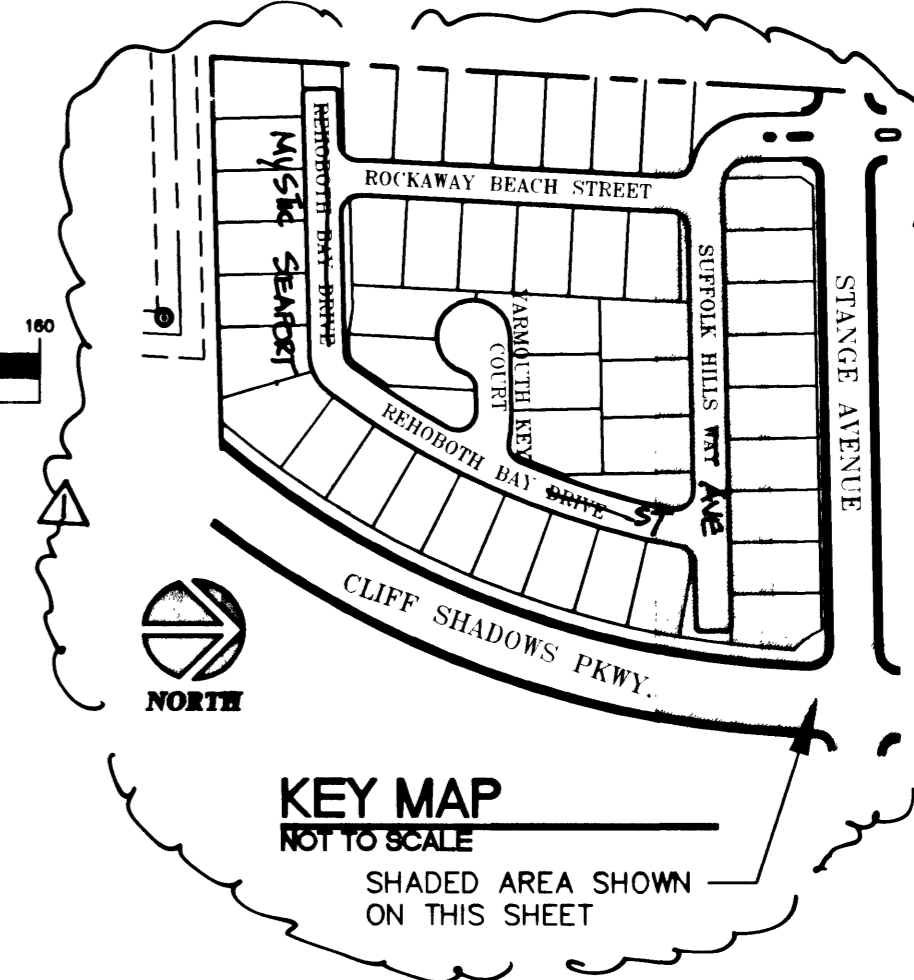 REHOBOTH BAY DRIVE
MYSTIC SEAPORT
ROCKAWAY BEACH STREET
SUFFOLK HILLS WAY AVE
STANGE AVENUE
160
YARMOUTH KEY
COURT
REHOBOTH BAY DRIVE ST
CLIFF SHADOWS PKWY.
NORTH
KEY MAP
NOT TO SCALE
SHADED AREA SHOWN
ON THIS SHEET